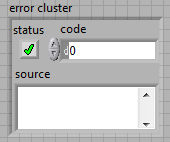 error cluster
status code
d 0
source